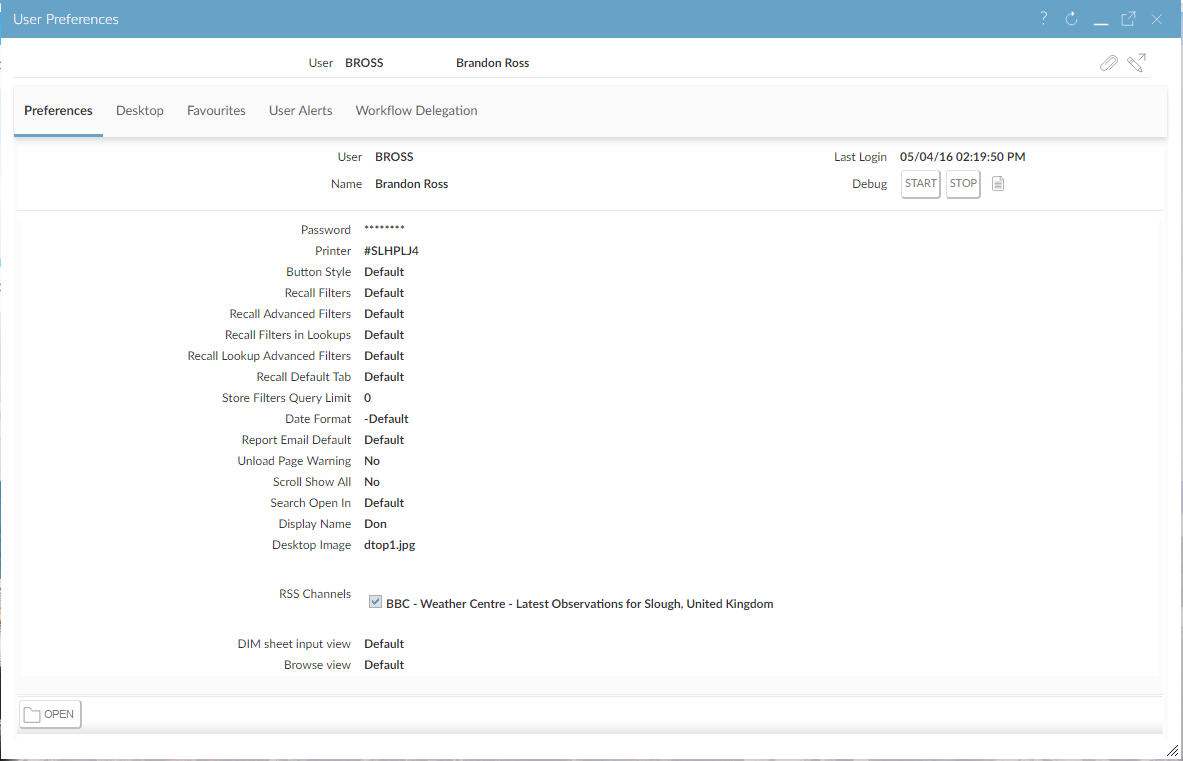 User Preferences ?
User BROSS Brandon Ross
Preferences Desktop Favourites User Alerts Workflow Delegation
User BROSS Last Login 05/04/16 02:19:50 PM
Name Brandon Ross Debug START STOP
Password ********
Printer #SLHPLJ4
Button Style Default
Recall Filters Default
Recall Advanced Filters Default
Recall Filters in Lookups Default
Recall Lookup Advanced Filters Default
Recall Default Tab Default
Store Filters Query Limit 0
Date Format -Default
Report Email Default Default
Unload Page Warning No
Scroll Show All No
Search Open In Default
Display Name Don
Desktop Image dtop1.jpg
RSS Channels
BBC - Weather Centre - Latest Observations for Slough, United Kingdom
DIM sheet input view Default
Browse view Default
OPEN